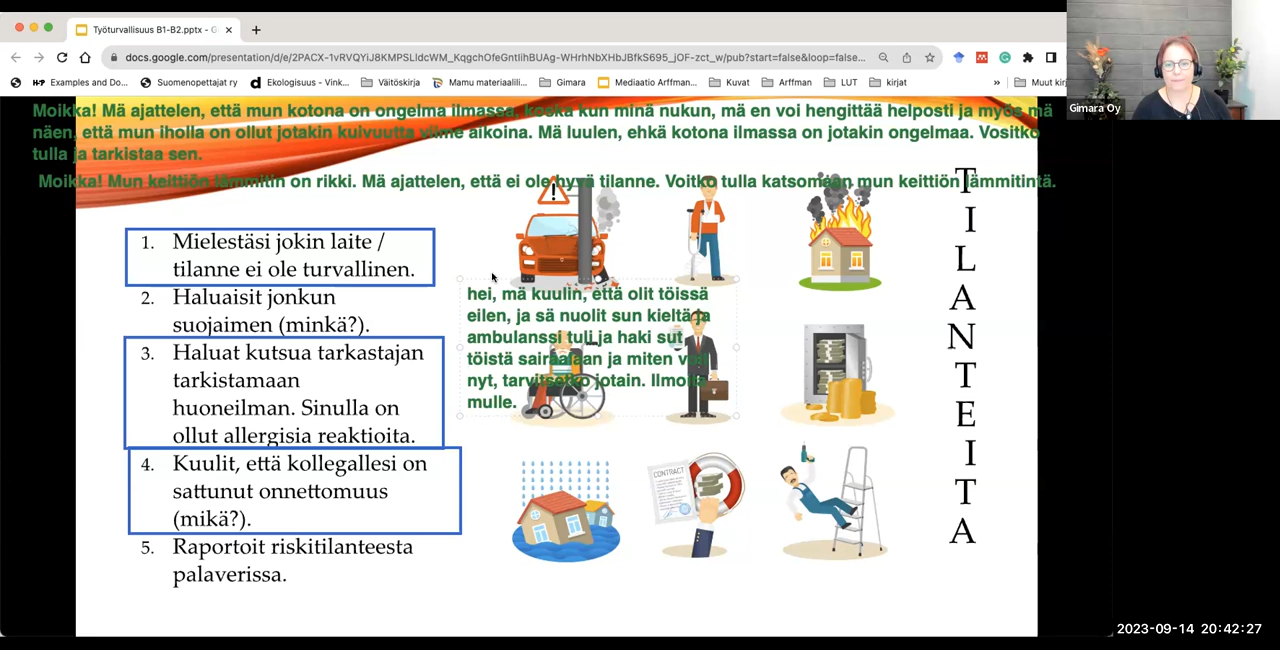 Työturvallisuus B1-B2.pptx - G
docs.google.com/presentation/d/e/2PACX-1vRVQYiJ8KMPSLldcWM_KqgchOfeGntIihBUAg-WHrhNbXHbJBfkS695_jOF-zct_w/pub?start=false&loop=false...
Examples and Do... Suomenopettajat ry Ekologisuus - Vink... Väitöskirja Mamu materiaalili... Gimara Mediaatio Arffman... Kuvat Arffman LUT kirjat » Muut kirj
Gimara Oy
Moikka! Mä ajattelen, että mun kotona on ongelma ilmassa, koska kun minä nukun, mä en voi hengittää helposti ja myös mä
näen, että mun iholla on ollut jotakin kuivuutta viime aikoina. Mä luulen, ehkä kotona ilmassa on jotakin ongelmaa. Vositko
tulla ja tarkistaa sen.
Moikka! Mun keittiön lämmitin on rikki. Mä ajattelen, että ei ole hyvä tilanne. Voitko tulla katsomaan mun keittiön lämmitintä.
1. Mielestäsi jokin laite /
tilanne ei ole turvallinen.
2. Haluaisit jonkun
suojaimen (minkä?).
3. Haluat kutsua tarkastajan
tarkistamaan
huoneilman. Sinulla on
ollut allergisia reaktioita.
4. Kuulit, että kollegallesi on
sattunut onnettomuus
(mikä?).
5. Raportoit riskitilanteesta
palaverissa.
hei, mä kuulin, että olit töissä
eilen, ja sä nuolit sun kieltä ja
ambulanssi tuli ja haki sut
töistä sairaalaan ja miten voit
nyt, tarvitsetko jotain. Ilmoita
mulle.
CONTRACT
T
I
L
A
N
T
E
I
T
A
2023-09-14 20:42:27